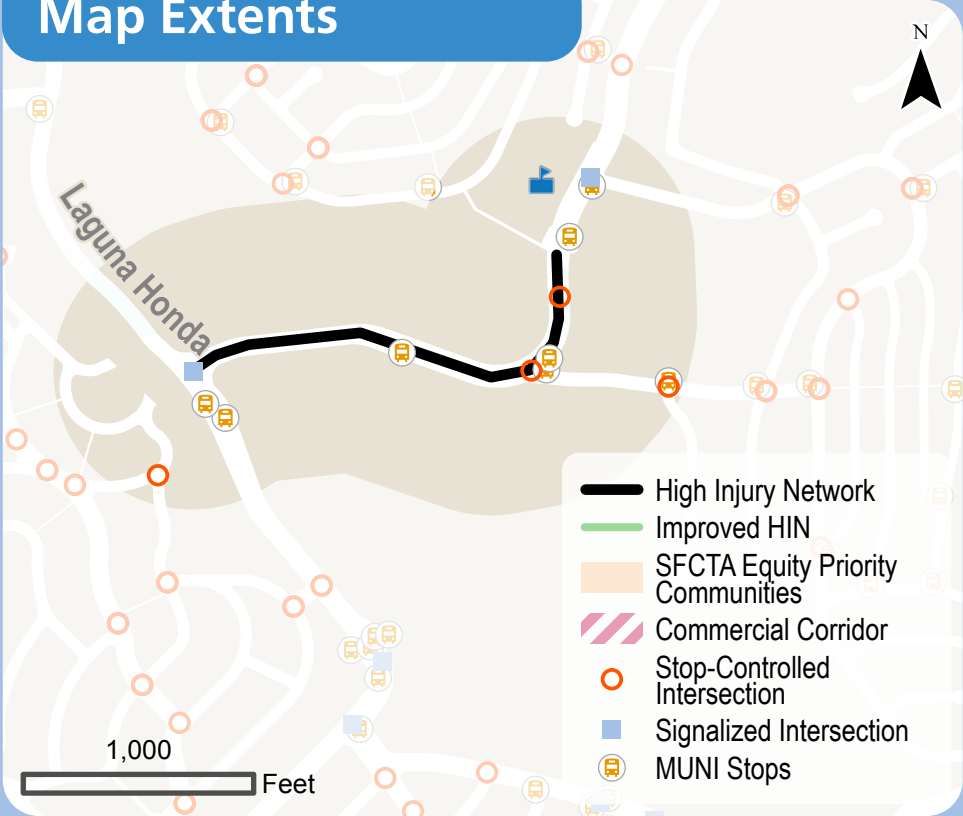 Map Extents
N
Laguna Honda
High Injury Network
Improved HIN
SFCTA Equity Priority
Communities
Commercial Corridor
Stop-Controlled
Intersection
Signalized Intersection
MUNI Stops
1,000
Feet